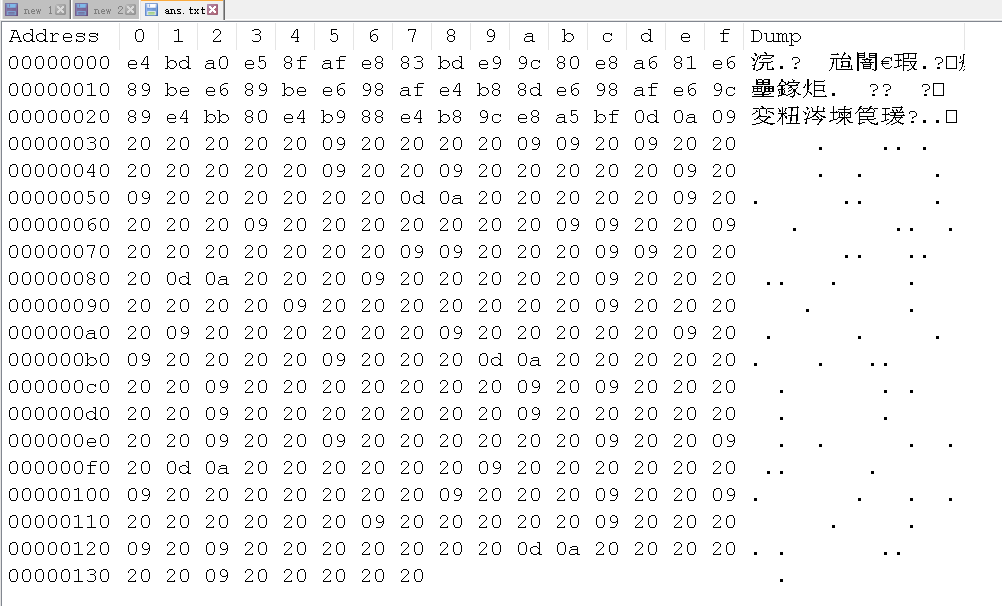 new 1 new 2 ans.txt
Address 0 1 2 3 4 5 6 7 8 9 a b c d e f Dump
00000000 e4 bd a0 e5 8f af e8 83 bd e9 9c 80 e8 a6 81 e6 浣.? 兘闇€瑕.?
00000010 89 be e6 89 be e6 98 af e4 b8 8d e6 98 af e6 9c 壘鎵炬. ?? ?
00000020 89 e4 bb 80 e4 b9 88 e4 b8 9c e8 a5 bf 0d 0a 09 変粈涔堜笢瑗?..
00000030 20 20 20 20 20 09 20 20 20 20 09 09 20 09 20 20 . .. .
00000040 20 20 20 20 20 09 20 20 09 20 20 20 20 20 09 20 . . .
00000050 09 20 20 20 20 20 20 0d 0a 20 20 20 20 20 09 20 . .. .
00000060 20 20 20 09 20 20 20 20 20 20 20 09 09 20 20 09 . .. .
00000070 20 20 20 20 20 20 20 09 09 20 20 20 09 09 20 20 .. ..
00000080 20 0d 0a 20 20 20 09 20 20 20 20 20 09 20 20 20 .. . .
00000090 20 20 20 20 09 20 20 20 20 20 20 20 09 20 20 20 . .
000000a0 20 09 20 20 20 20 20 20 09 20 20 20 20 20 09 20 . . .
000000b0 09 20 20 20 20 09 20 20 20 0d 0a 20 20 20 20 20 . . ..
000000c0 20 20 09 20 20 20 20 20 20 20 09 20 09 20 20 20 . . .
000000d0 20 20 09 20 20 20 20 20 20 20 09 20 20 20 20 20 . .
000000e0 20 20 09 20 20 09 20 20 20 20 20 20 09 20 20 09 . . . .
000000f0 20 0d 0a 20 20 20 20 20 20 09 20 20 20 20 20 20 .. .
00000100 09 20 20 20 20 20 20 20 09 20 20 20 09 20 20 09 . . . .
00000110 20 20 20 20 20 20 09 20 20 20 20 20 09 20 20 20 . .
00000120 09 20 09 20 20 20 20 20 20 20 0d 0a 20 20 20 20 . . ..
00000130 20 20 09 20 20 20 20 20 .